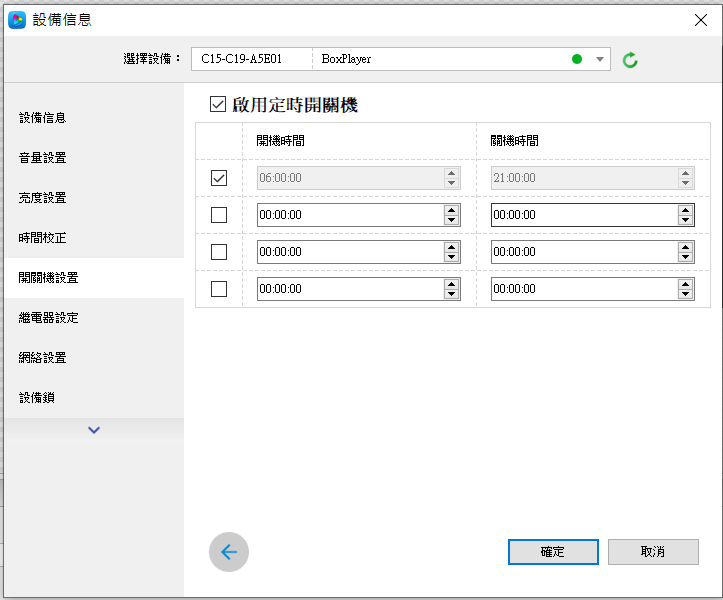 設備信息
選擇設備： C15-C19-A5E01 BoxPlayer
設備信息
音量設置
亮度設置
時間校正
開關機設置
繼電器設定
網絡設置
設備鎖
啟用定時開關機
開機時間 關機時間
06:00:00 21:00:00
00:00:00 00:00:00
00:00:00 00:00:00
00:00:00 00:00:00
確定 取消